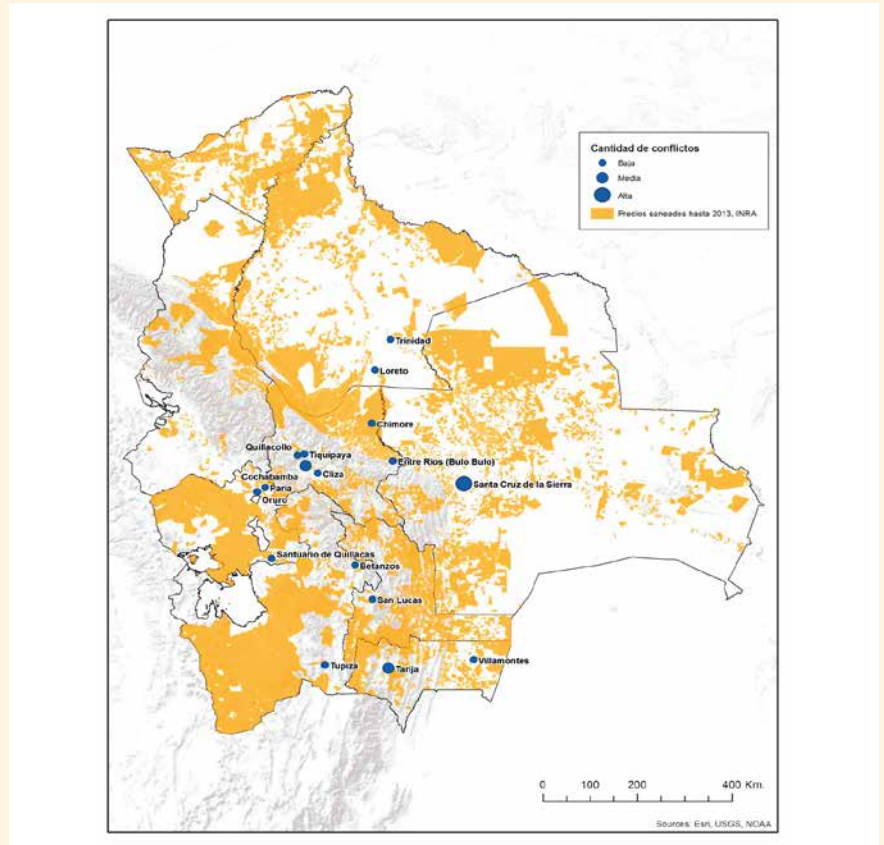 Cantidad de conflictos
Baja
Media
Alta
Precios saneados hasta 2013, INRA
Trinidad
Loreto
Chimore
Quillacollo
Tiquipaya
Entre Rios (Bulo Bulo)
Cochabamba
Cliza
Santa Cruz de la Sierra
Paria
Oruro
Santuario de Quillacas
Betanzos
San Lucas
Tupiza
Tarija
Villamontes
0 100 200 400 Km.
Sources: Esri, USGS, NOAA